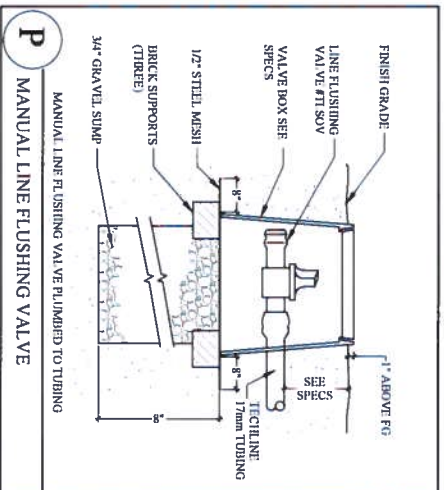 FINISH GRADE
LINE FLUSHING
VALVE #TI SOV
VALVE BOX SEE
SPECS
1/2" STEEL MESH
BRICK SUPPORTS
(THREE)
3/4" GRAVEL SUMP
8"
8"
8"
1" ABOVE FG
SEE
SPECS
TECHLINE
17mm TUBING
MANUAL LINE FLUSHING VALVE PLUMBED TO TUBING
P
MANUAL LINE FLUSHING VALVE